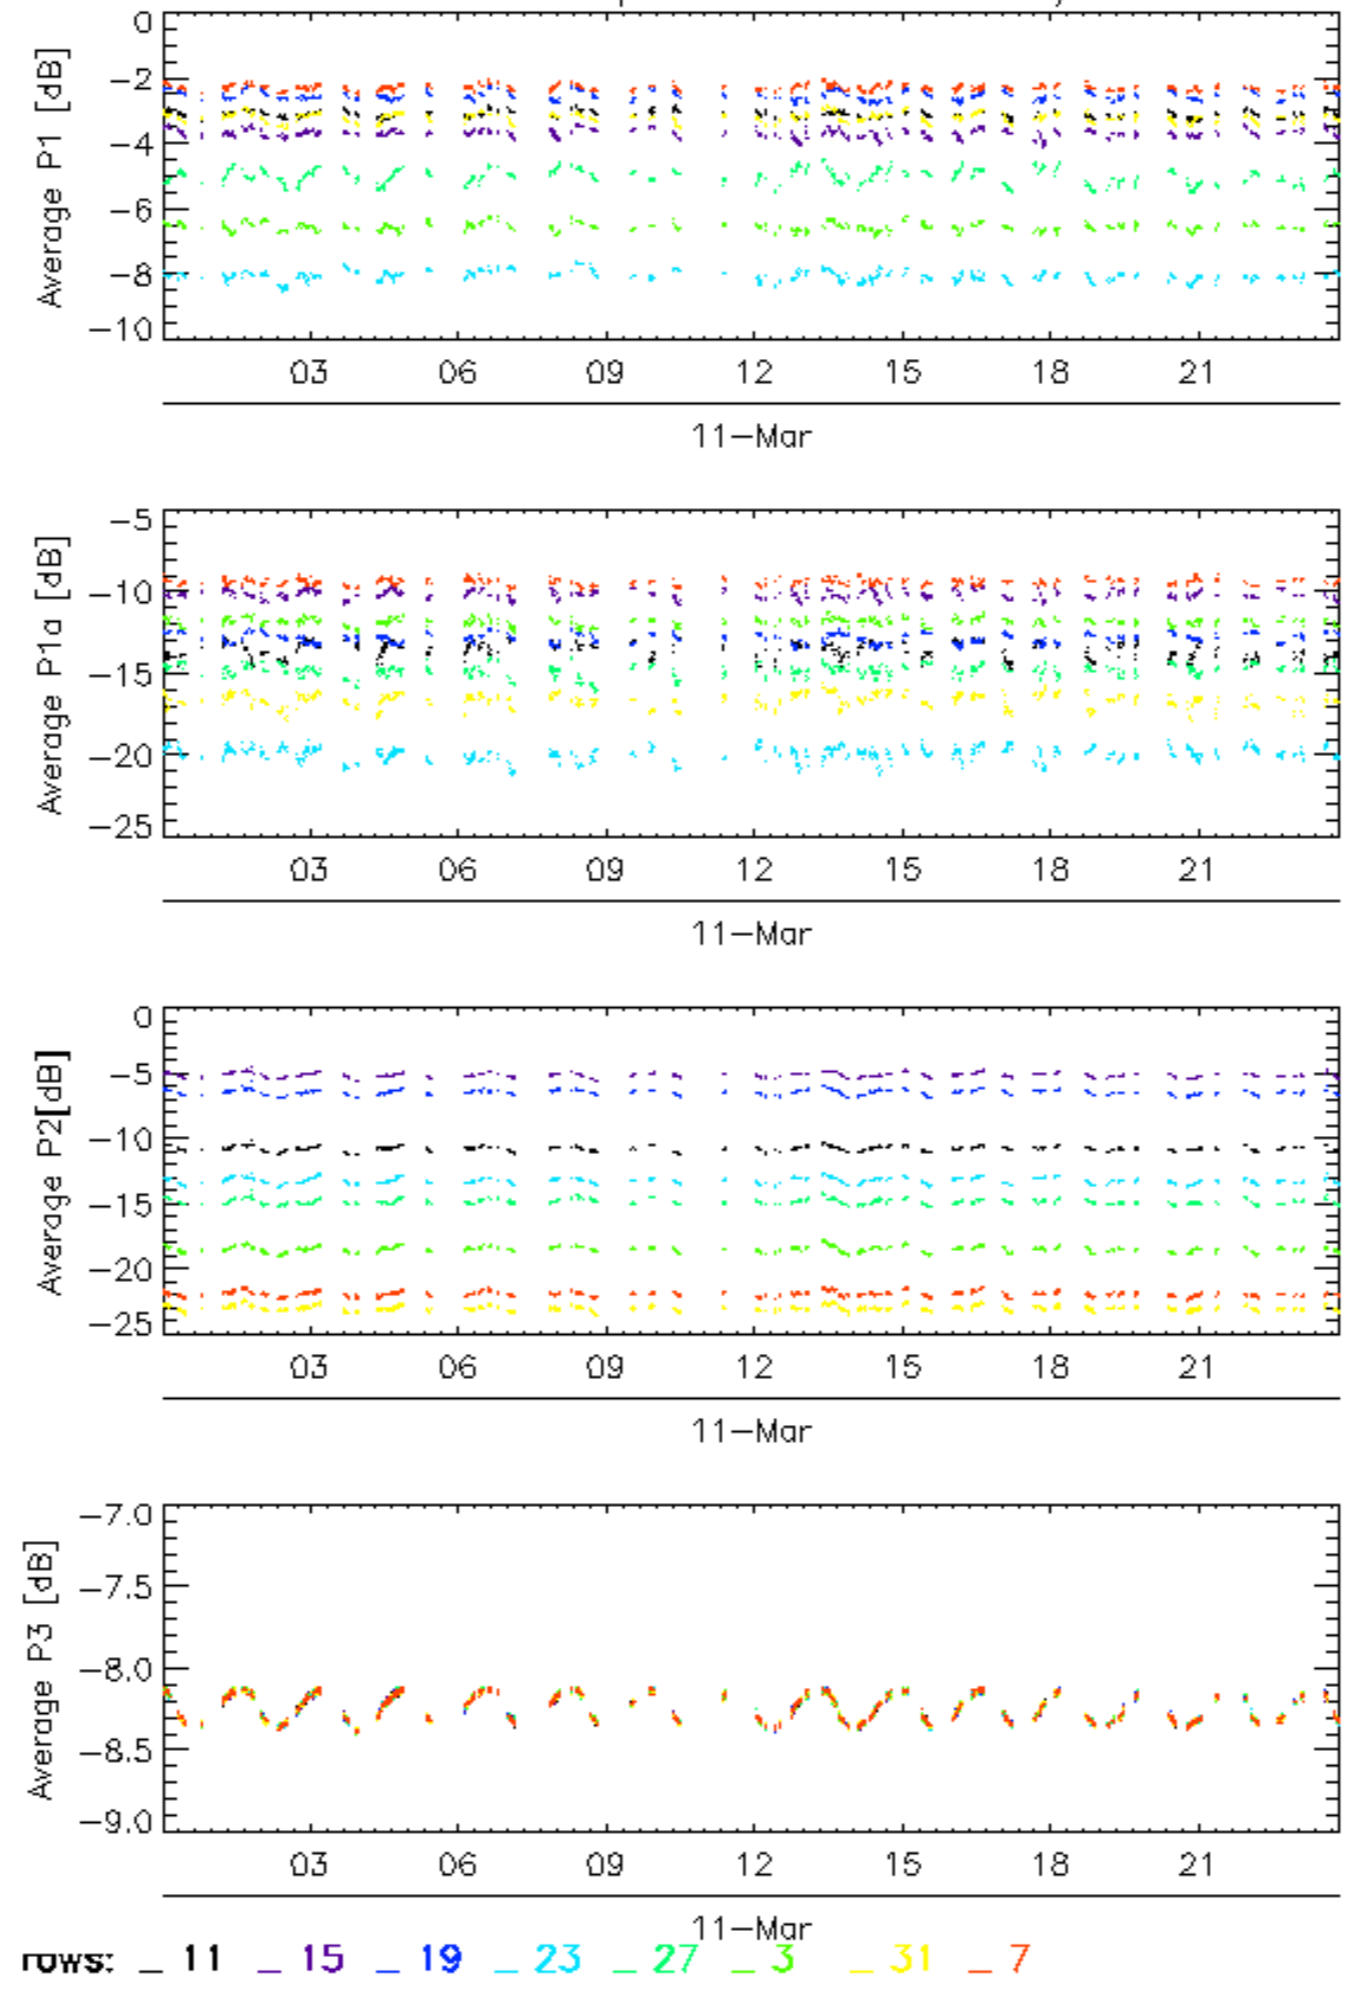 0
−2
−4
−6
−8
−10
Average P1 [dB]
03 06 09 12 15 18 21
11−Mar
−5
−10
−15
−20
−25
Average P1a [dB]
03 06 09 12 15 18 21
11−Mar
0
−5
−10
−15
−20
−25
Average P2[dB]
03 06 09 12 15 18 21
11−Mar
−7.0
−7.5
−8.0
−8.5
−9.0
Average P3 [dB]
03 06 09 12 15 18 21
11−Mar
rows: _ 11 _ 15 _ 19 _ 23 _ 27 _ 3 _ 31 _ 7